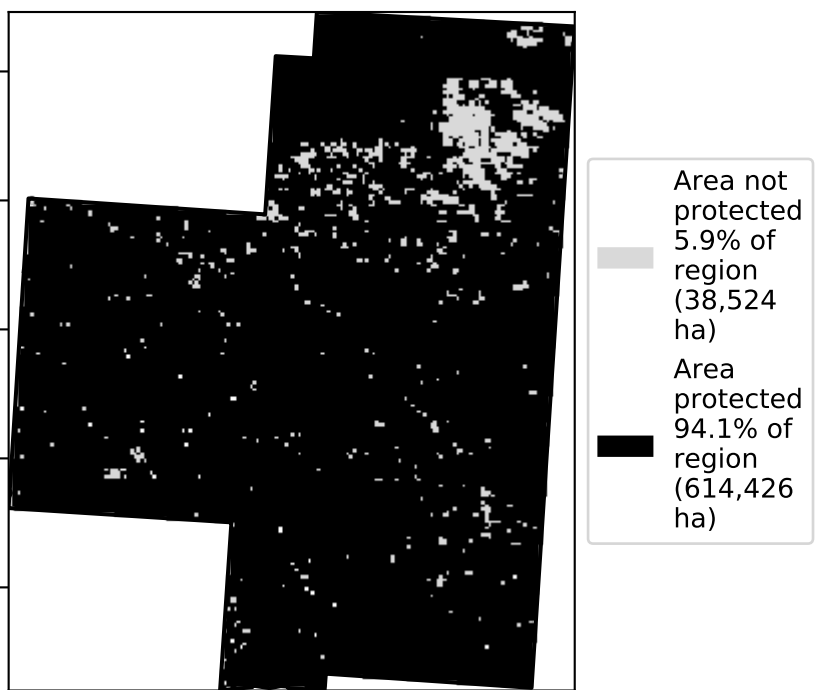 Area not
protected
5.9% of
region
(38,524
ha)
Area
protected
94.1% of
region
(614,426
ha)